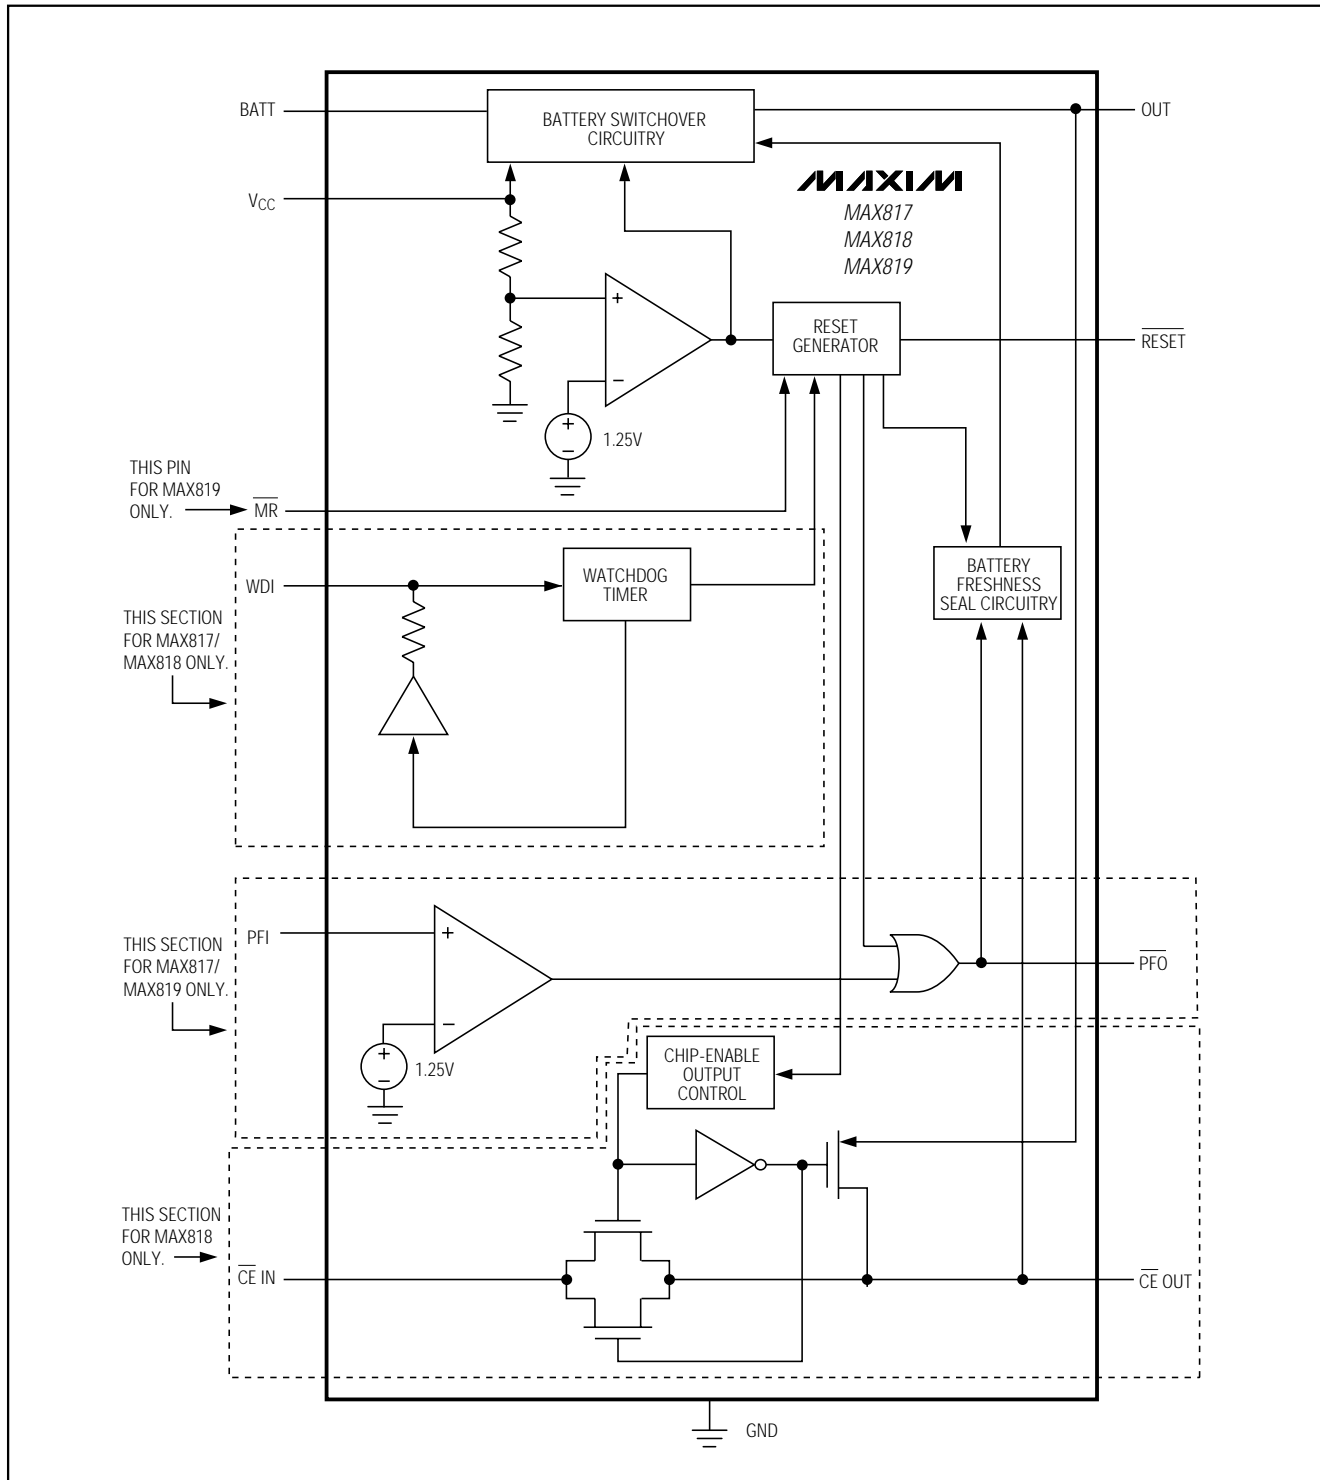 BATT
BATTERY SWITCHOVER
CIRCUITRY
OUT
VCC
MAXIM
MAX817
MAX818
MAX819
+
RESET
GENERATOR
RESET
−
+
−
1.25V
THIS PIN
FOR MAX819
ONLY.
MR
WDI
WATCHDOG
TIMER
BATTERY
FRESHNESS
SEAL CIRCUITRY
THIS SECTION
FOR MAX817/
MAX818 ONLY.
PFI
+
THIS SECTION
FOR MAX817/
MAX819 ONLY.
PFO
−
+
−
1.25V
CHIP-ENABLE
OUTPUT
CONTROL
THIS SECTION
FOR MAX818
ONLY.
CE IN
CE OUT
GND